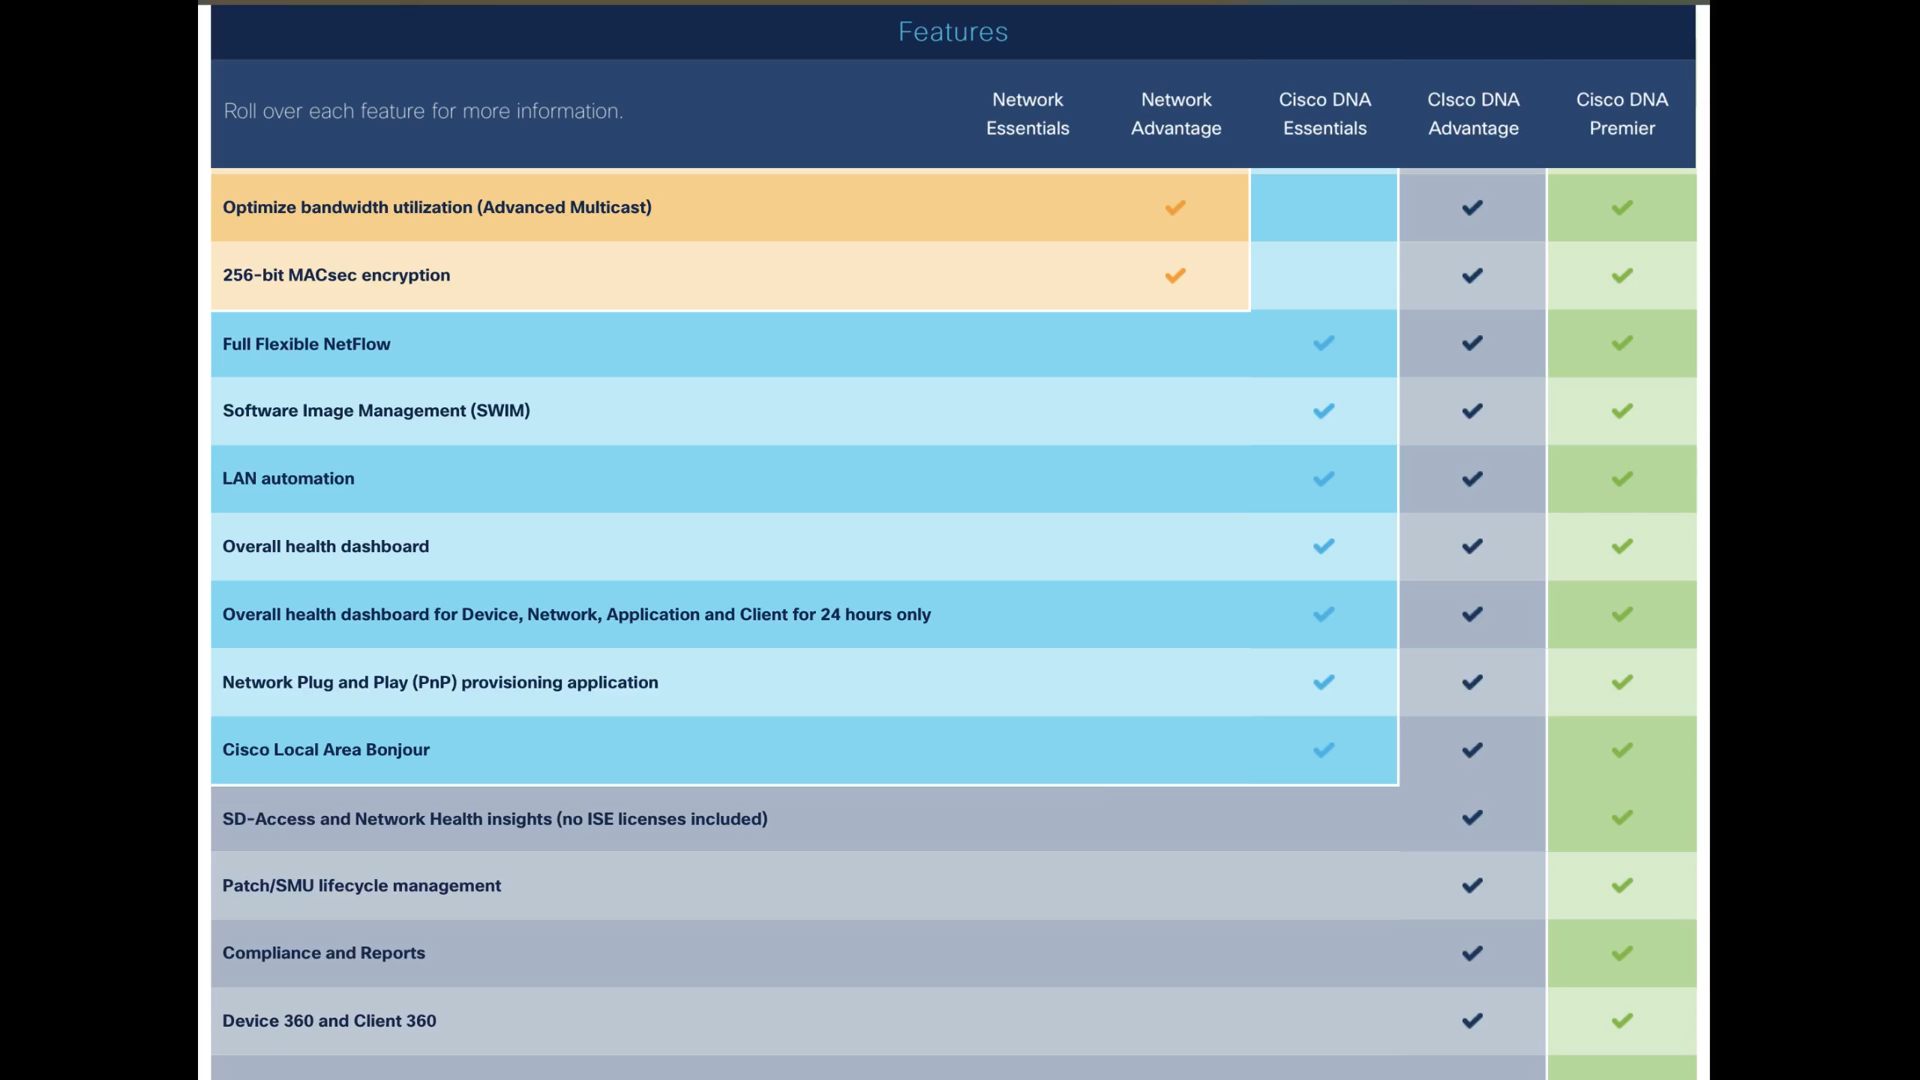 Features
Roll over each feature for more information.
Network Essentials
Network Advantage
Cisco DNA Essentials
CIsco DNA Advantage
Cisco DNA Premier
Optimize bandwidth utilization (Advanced Multicast)
256-bit MACsec encryption
Full Flexible NetFlow
Software Image Management (SWIM)
LAN automation
Overall health dashboard
Overall health dashboard for Device, Network, Application and Client for 24 hours only
Network Plug and Play (PnP) provisioning application
Cisco Local Area Bonjour
SD-Access and Network Health insights (no ISE licenses included)
Patch/SMU lifecycle management
Compliance and Reports
Device 360 and Client 360